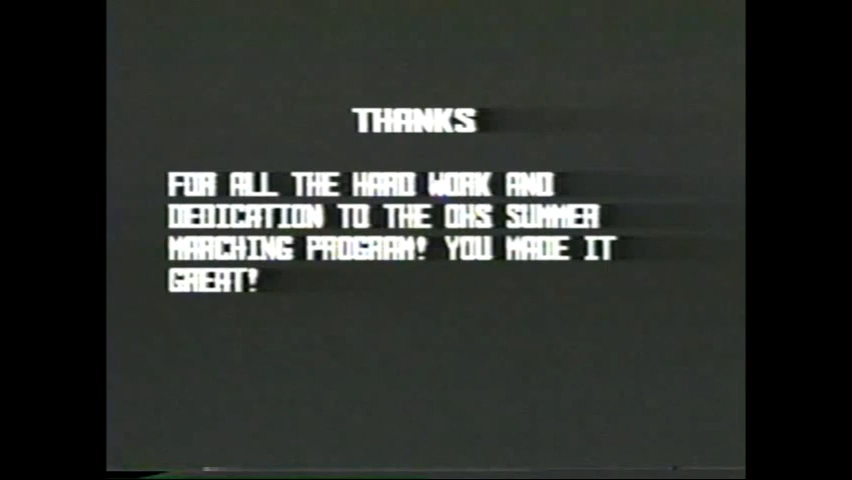 THANKS
FOR ALL THE HARD WORK AND
DEDICATION TO THE OHS SUMMER
MARCHING PROGRAM! YOU MADE IT
GREAT!